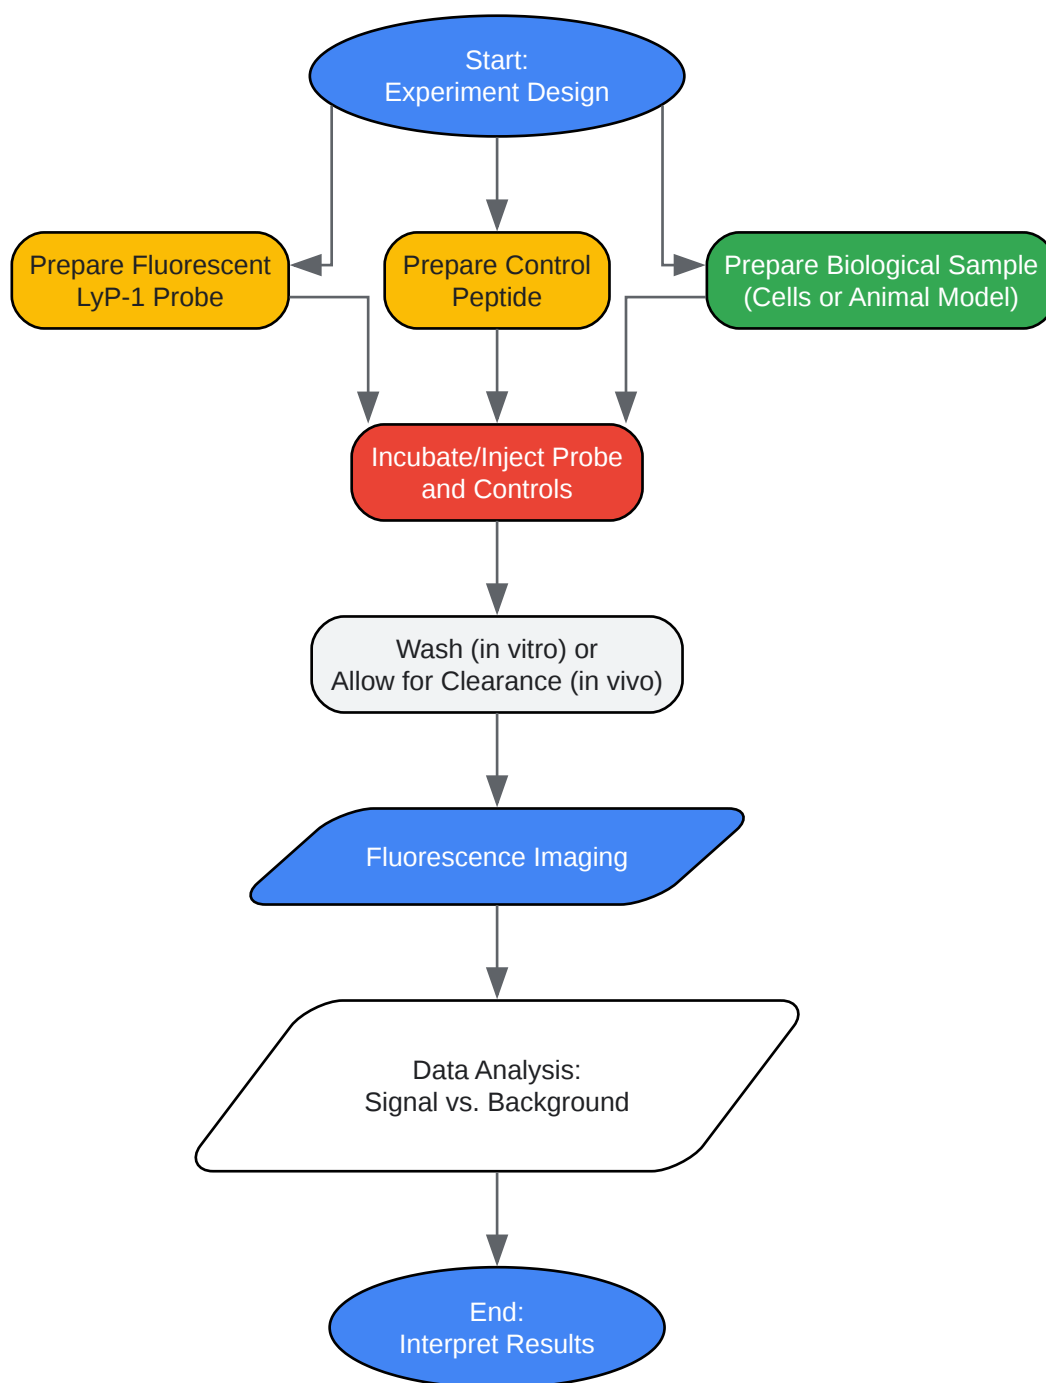 Start:
Experiment Design
Prepare Fluorescent
LyP-1 Probe
Prepare Control
Peptide
Prepare Biological Sample
(Cells or Animal Model)
Incubate/Inject Probe
and Controls
Wash (in vitro) or
Allow for Clearance (in vivo)
Fluorescence Imaging
Data Analysis:
Signal vs. Background
End:
Interpret Results